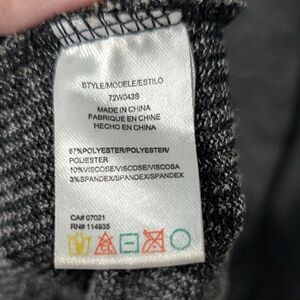 STYLE/MODELE/ESTILO
72W0438
MADE IN CHINA
FABRIQUE EN CHINE
HECHO EN CHINA
87%POLYESTER/POLYESTER/
POLIESTER
10%VISCOSE/VISCOSE/VISCOSA
3%SPANDEX/SPANDEX/SPANDEX
CA# 07021
RN# 114935